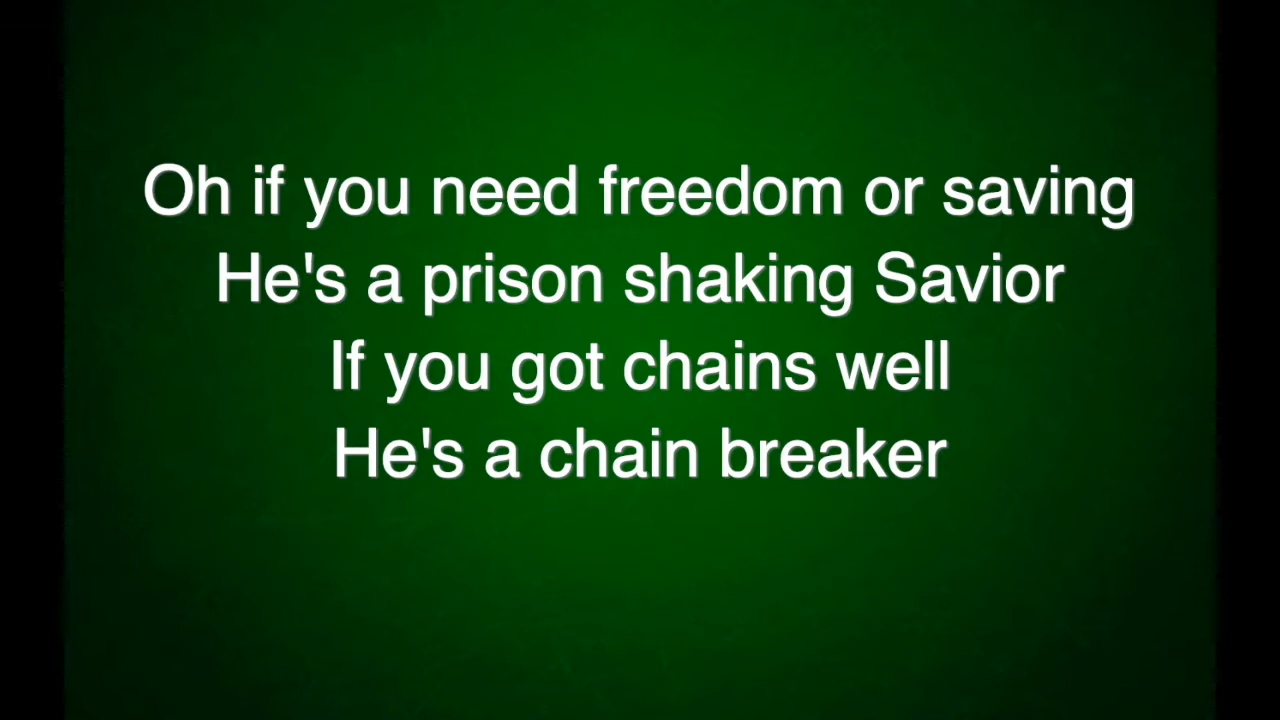 Oh if you need freedom or saving
He's a prison shaking Savior
If you got chains well
He's a chain breaker